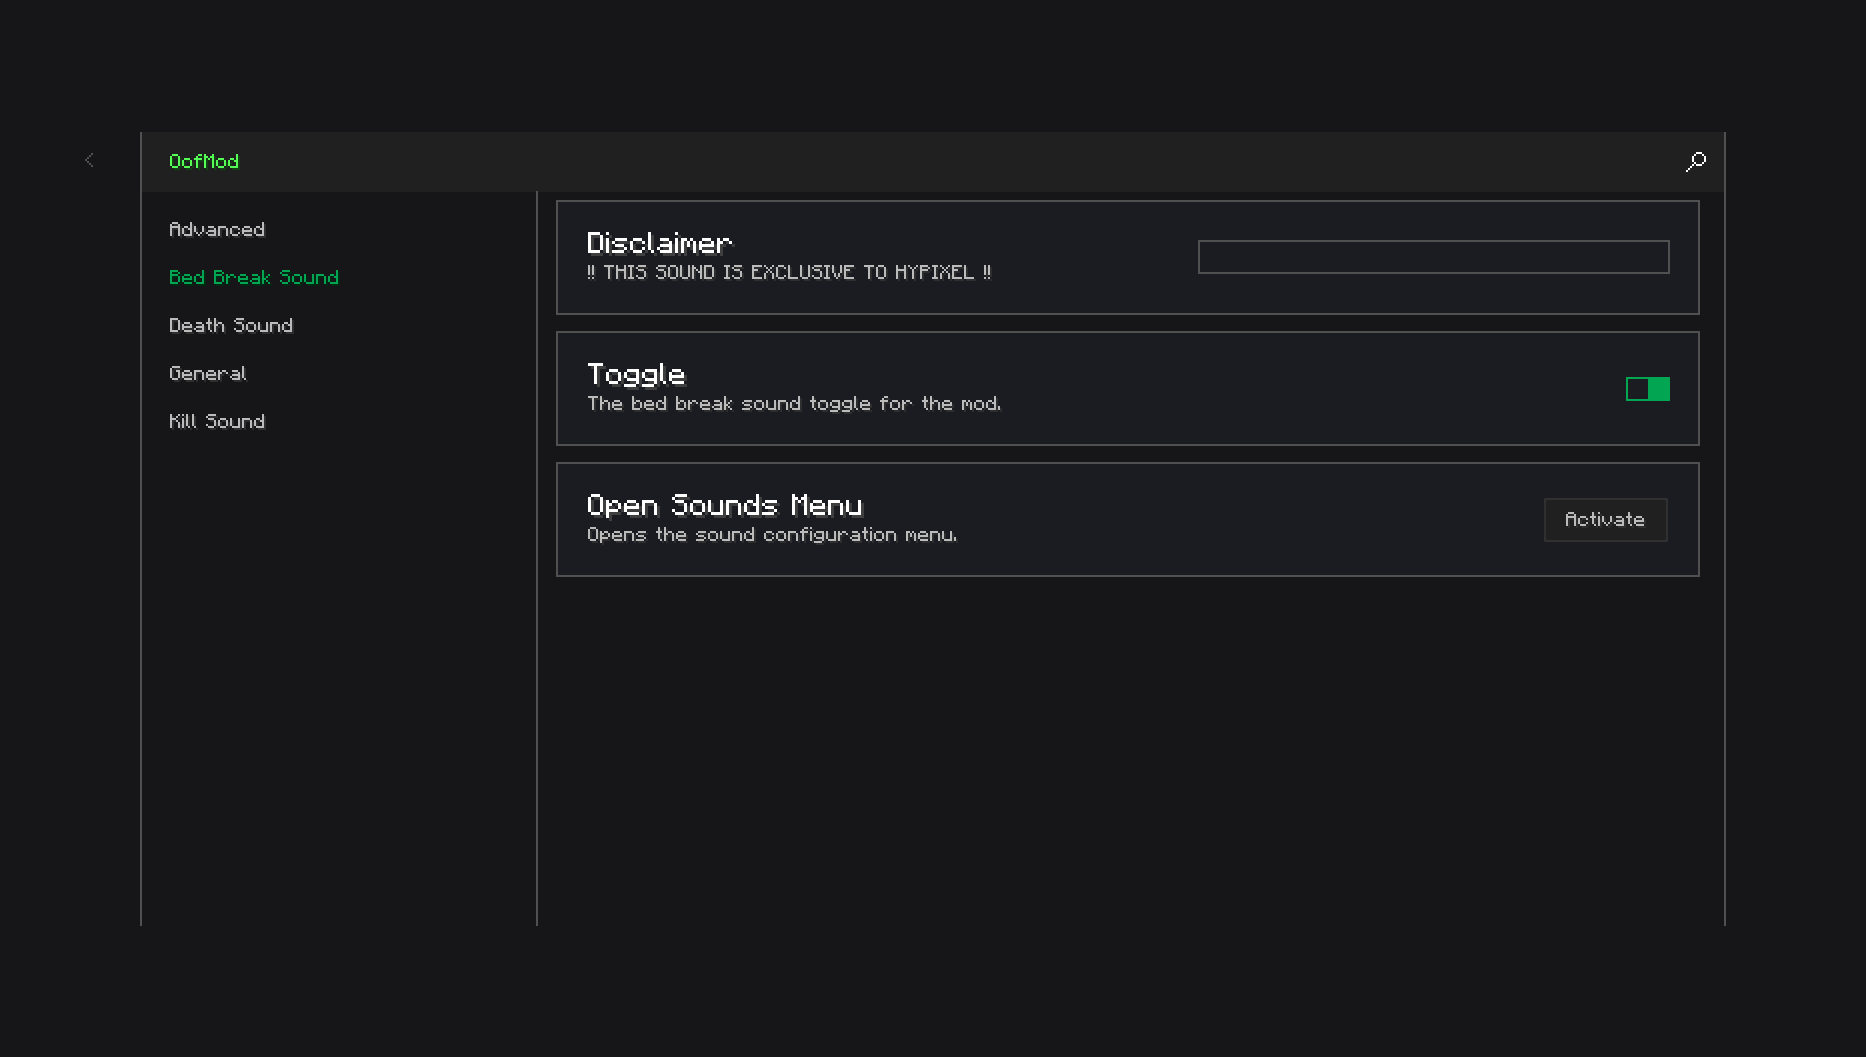 OofMod
Advanced
Bed Break Sound
Death Sound
General
Kill Sound
Disclaimer
!! THIS SOUND IS EXCLUSIVE TO HYPIXEL !!
Toggle
The bed break sound toggle for the mod.
Open Sounds Menu
Opens the sound configuration menu.
Activate